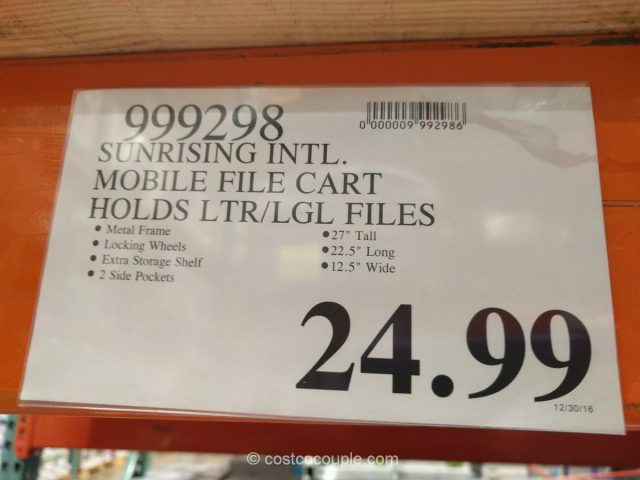 999298
0 000009 992986
SUNRISING INTL.
MOBILE FILE CART
HOLDS LTR/LGL FILES
• Metal Frame
• Locking Wheels
• Extra Storage Shelf
• 2 Side Pockets
• 27" Tall
• 22.5" Long
• 12.5" Wide
24.99
12/30/16
© costcocouple.com